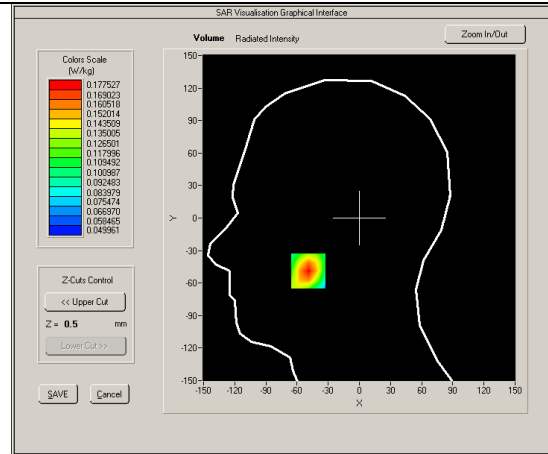 SAR Visualisation Graphical Interface
Volume Radiated Intensity
Zoom In/Out
Colors Scale
(W/kg)
0.177527
0.169023
0.160518
0.152014
0.143509
0.135005
0.126501
0.117996
0.109492
0.100987
0.092483
0.083979
0.075474
0.066970
0.058465
0.049961
Z-Cuts Control
<< Upper Cut
Z = 0.5 mm
Lower Cut >>
SAVE Cancel
150
120
90
60
30
0
-30
-60
-90
-120
-150
Y
-150 -120 -90 -60 -30 0 30 60 90 120 150
X